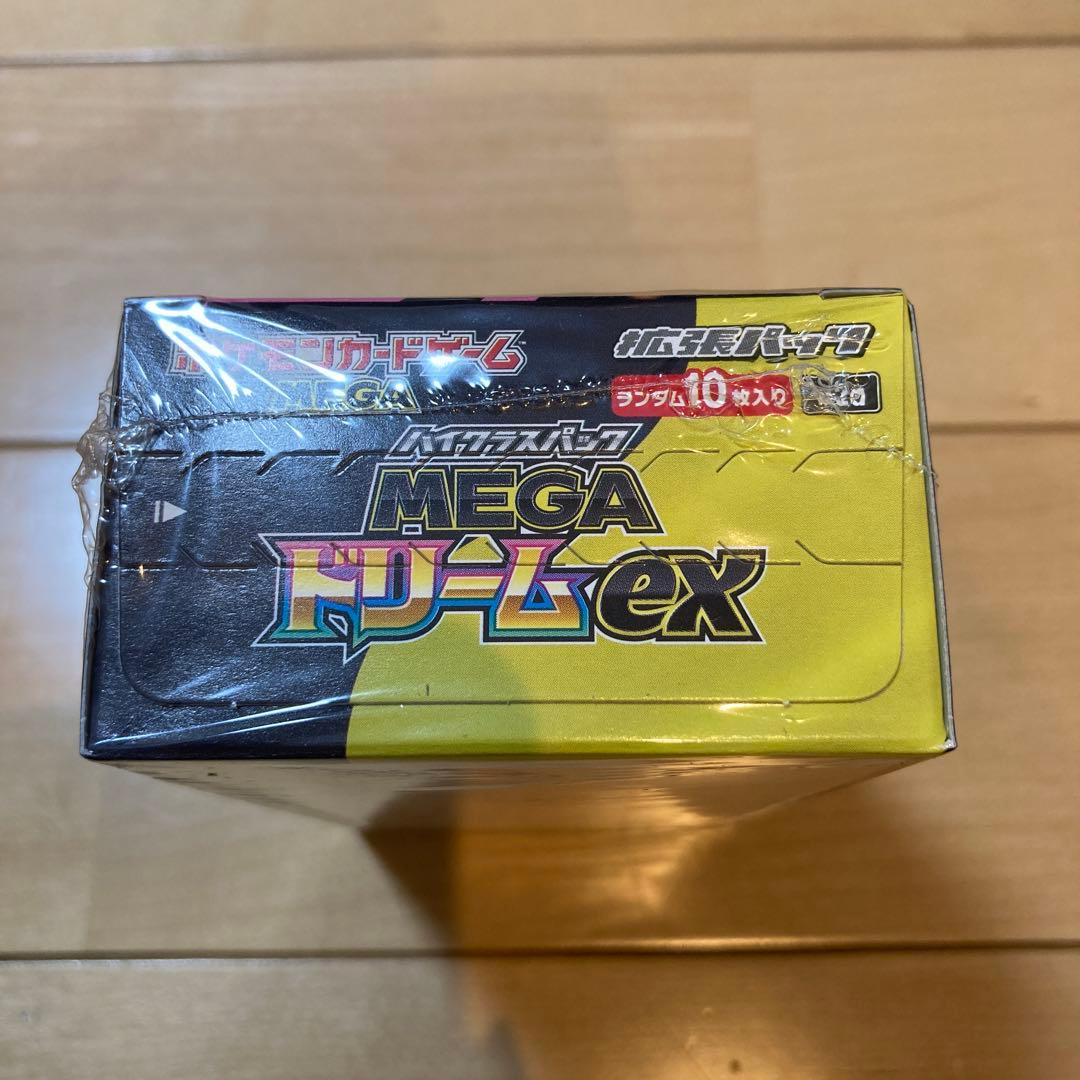 ポケモンカードゲーム
MEGA
拡張パック
ランダム10枚入り
ハイクラスパック
MEGA
ドリームex